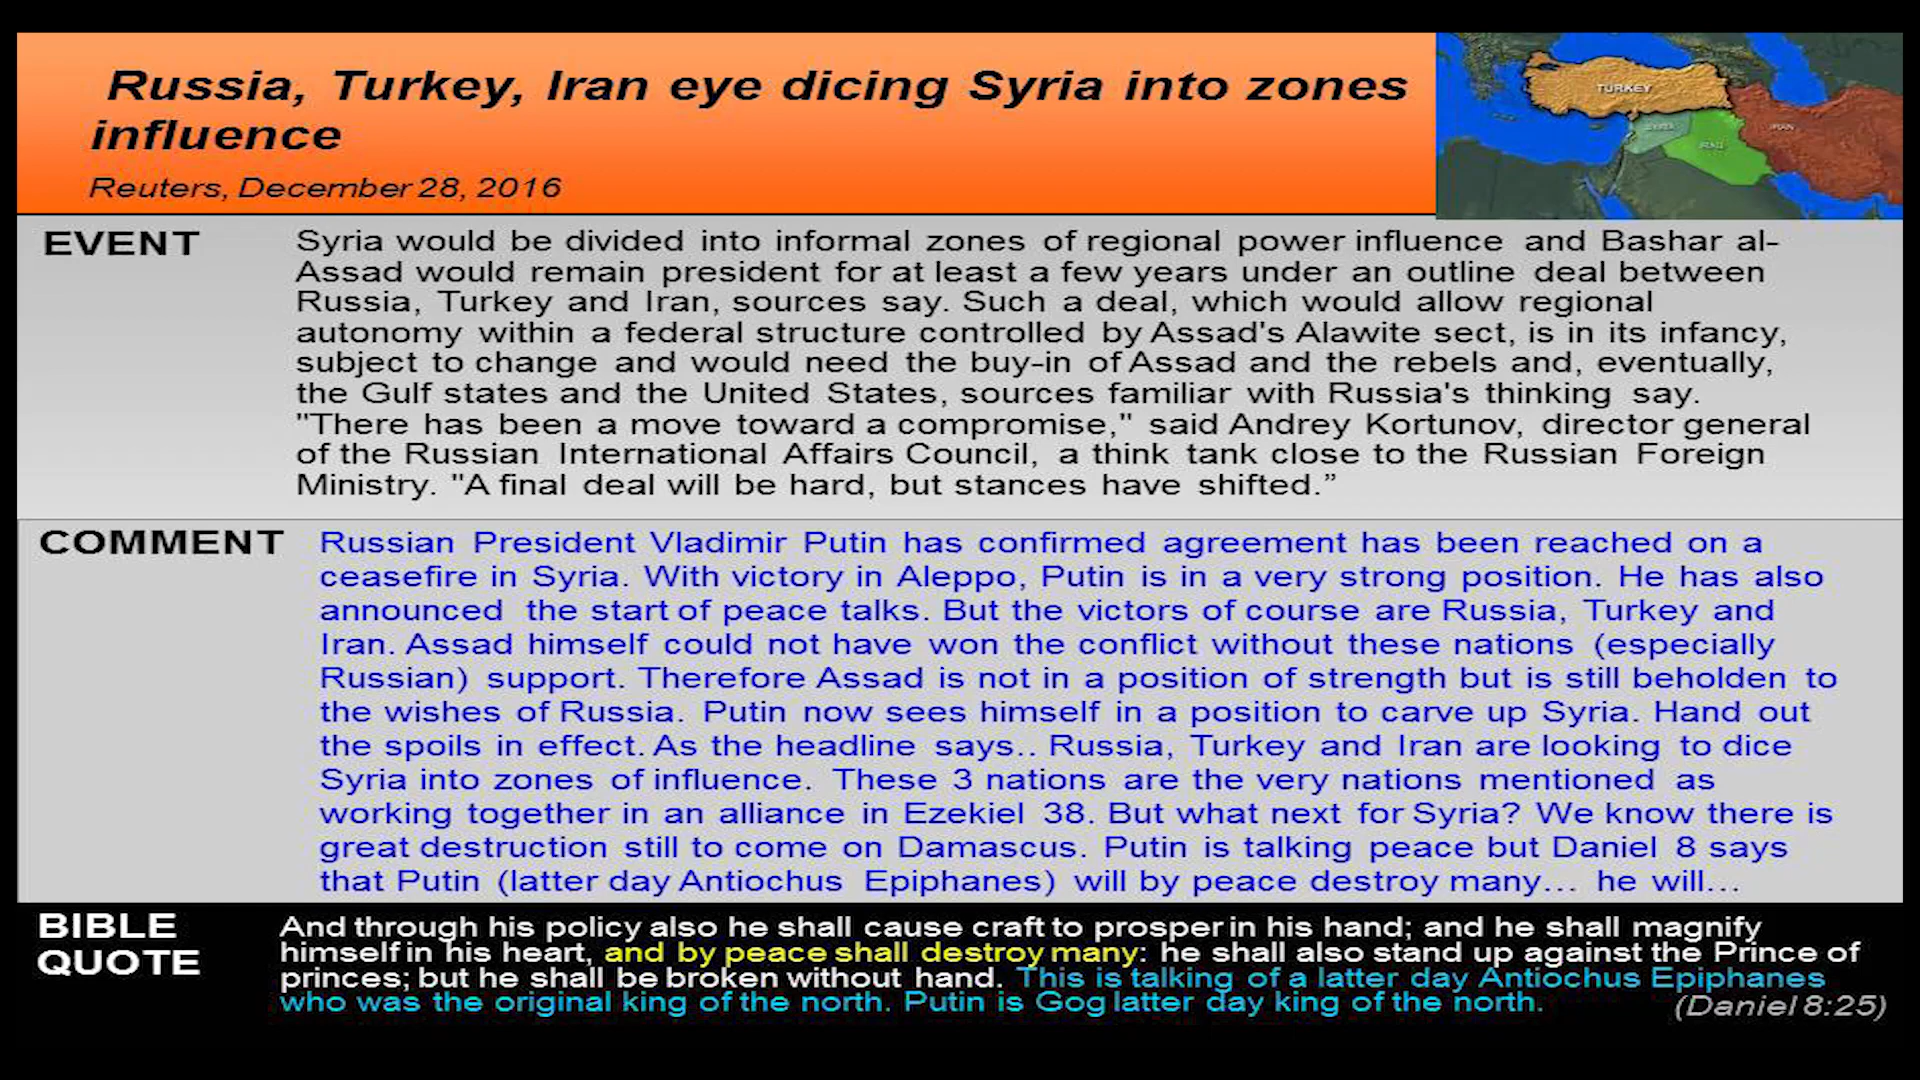 Russia, Turkey, Iran eye dicing Syria into zones
influence
Reuters, December 28, 2016
TURKEY
SYRIA
IRAQ
IRAN
EVENT
Syria would be divided into informal zones of regional power influence and Bashar al-
Assad would remain president for at least a few years under an outline deal between
Russia, Turkey and Iran, sources say. Such a deal, which would allow regional
autonomy within a federal structure controlled by Assad's Alawite sect, is in its infancy,
subject to change and would need the buy-in of Assad and the rebels and, eventually,
the Gulf states and the United States, sources familiar with Russia's thinking say.
"There has been a move toward a compromise," said Andrey Kortunov, director general
of the Russian International Affairs Council, a think tank close to the Russian Foreign
Ministry. "A final deal will be hard, but stances have shifted.”
COMMENT
Russian President Vladimir Putin has confirmed agreement has been reached on a
ceasefire in Syria. With victory in Aleppo, Putin is in a very strong position. He has also
announced the start of peace talks. But the victors of course are Russia, Turkey and
Iran. Assad himself could not have won the conflict without these nations (especially
Russian) support. Therefore Assad is not in a position of strength but is still beholden to
the wishes of Russia. Putin now sees himself in a position to carve up Syria. Hand out
the spoils in effect. As the headline says.. Russia, Turkey and Iran are looking to dice
Syria into zones of influence. These 3 nations are the very nations mentioned as
working together in an alliance in Ezekiel 38. But what next for Syria? We know there is
great destruction still to come on Damascus. Putin is talking peace but Daniel 8 says
that Putin (latter day Antiochus Epiphanes) will by peace destroy many... he will...
BIBLE
QUOTE
And through his policy also he shall cause craft to prosper in his hand; and he shall magnify
himself in his heart, and by peace shall destroy many: he shall also stand up against the Prince of
princes; but he shall be broken without hand. This is talking of a latter day Antiochus Epiphanes
who was the original king of the north. Putin is Gog latter day king of the north.
(Daniel 8:25)